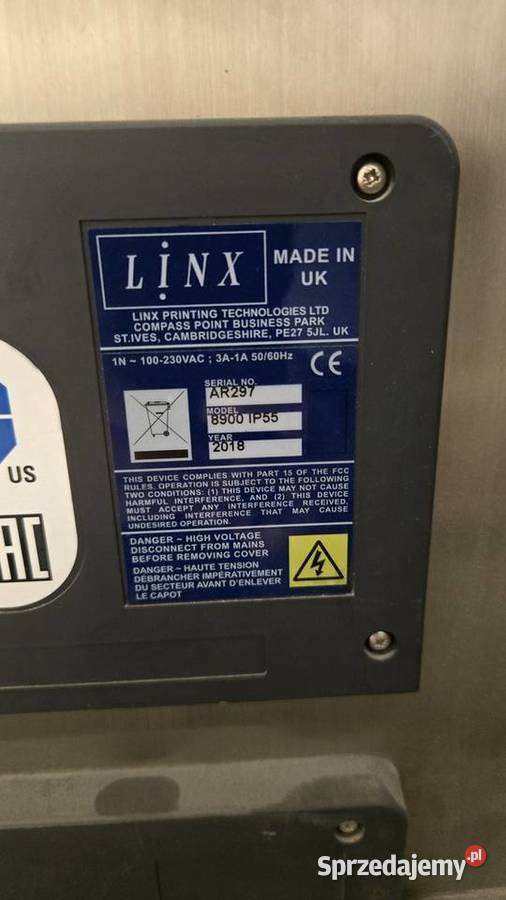 LINX
MADE IN
UK
LINX PRINTING TECHNOLOGIES LTD
COMPASS POINT BUSINESS PARK
ST.IVES, CAMBRIDGESHIRE, PE27 5JL. UK
1N ~ 100-230VAC ; 3A-1A 50/60Hz
CE
SERIAL NO.
AR297
MODEL
8900 IP55
YEAR
2018
THIS DEVICE COMPLIES WITH PART 15 OF THE FCC
RULES. OPERATION IS SUBJECT TO THE FOLLOWING
TWO CONDITIONS: (1) THIS DEVICE MAY NOT CAUSE
HARMFUL INTERFERENCE, AND (2) THIS DEVICE
MUST ACCEPT ANY INTERFERENCE RECEIVED,
INCLUDING INTERFERENCE THAT MAY CAUSE
UNDESIRED OPERATION.
DANGER ~ HIGH VOLTAGE
DISCONNECT FROM MAINS
BEFORE REMOVING COVER
DANGER ~ HAUTE TENSION
DÉBRANCHER IMPÉRATIVEMENT
DU SECTEUR AVANT D'ENLEVER
LE CAPOT
US
Sprzedajemy.pl